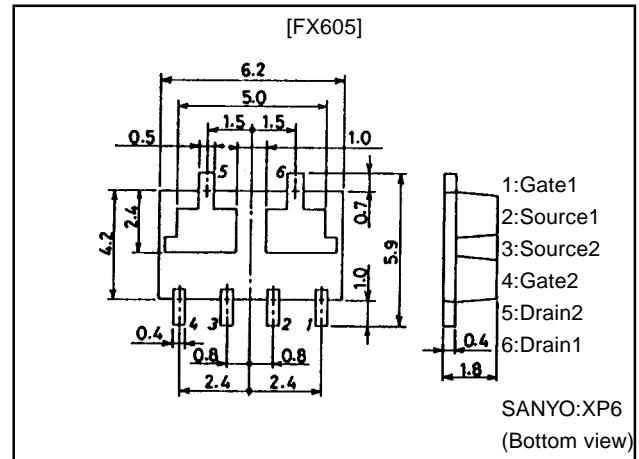 [FX605]
6.2
5.0
1.5 1.5
0.5 1.0
5 6
4.2 2.4 0.7 5.9
1.0
4 3 2 1
0.4
0.8 0.8
2.4 2.4
0.4
1.8
1:Gate1
2:Source1
3:Source2
4:Gate2
5:Drain2
6:Drain1
SANYO:XP6
(Bottom view)